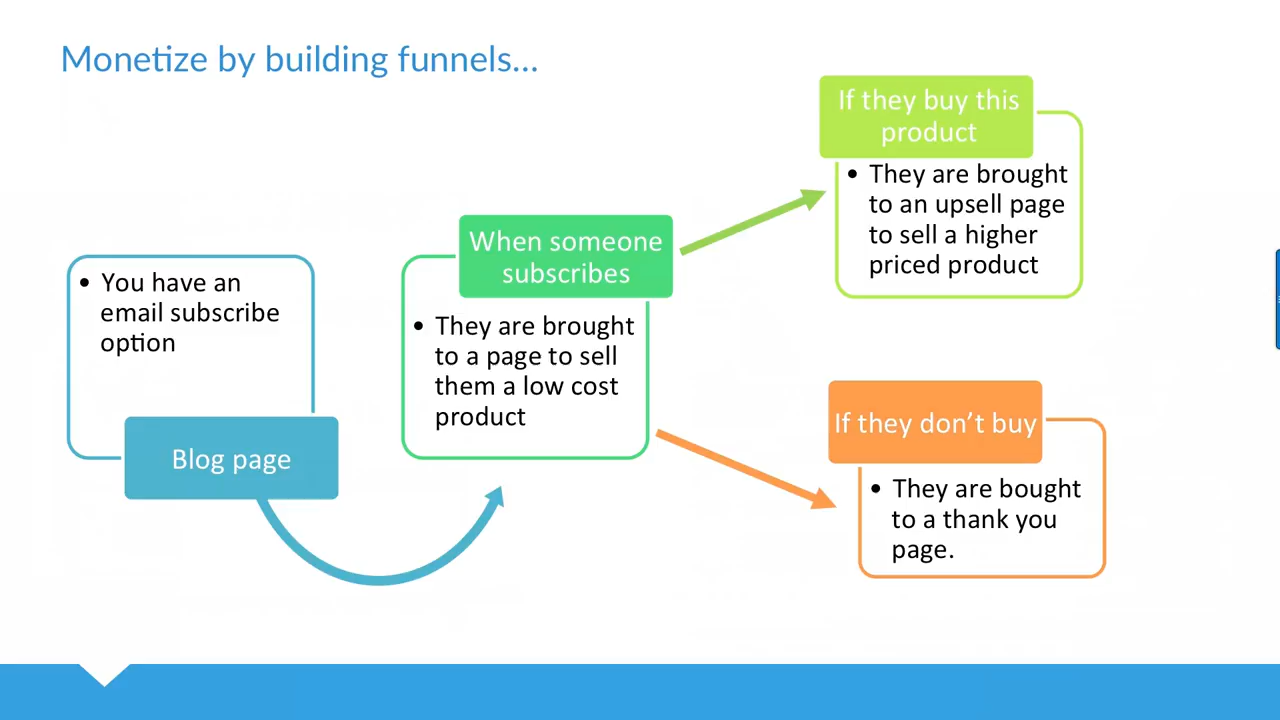 Monetize by building funnels...
You have an
email subscribe
option
Blog page
When someone
subscribes
• They are brought
to a page to sell
them a low cost
product
If they buy this
product
• They are brought
to an upsell page
to sell a higher
priced product
If they don’t buy
• They are bought
to a thank you
page.